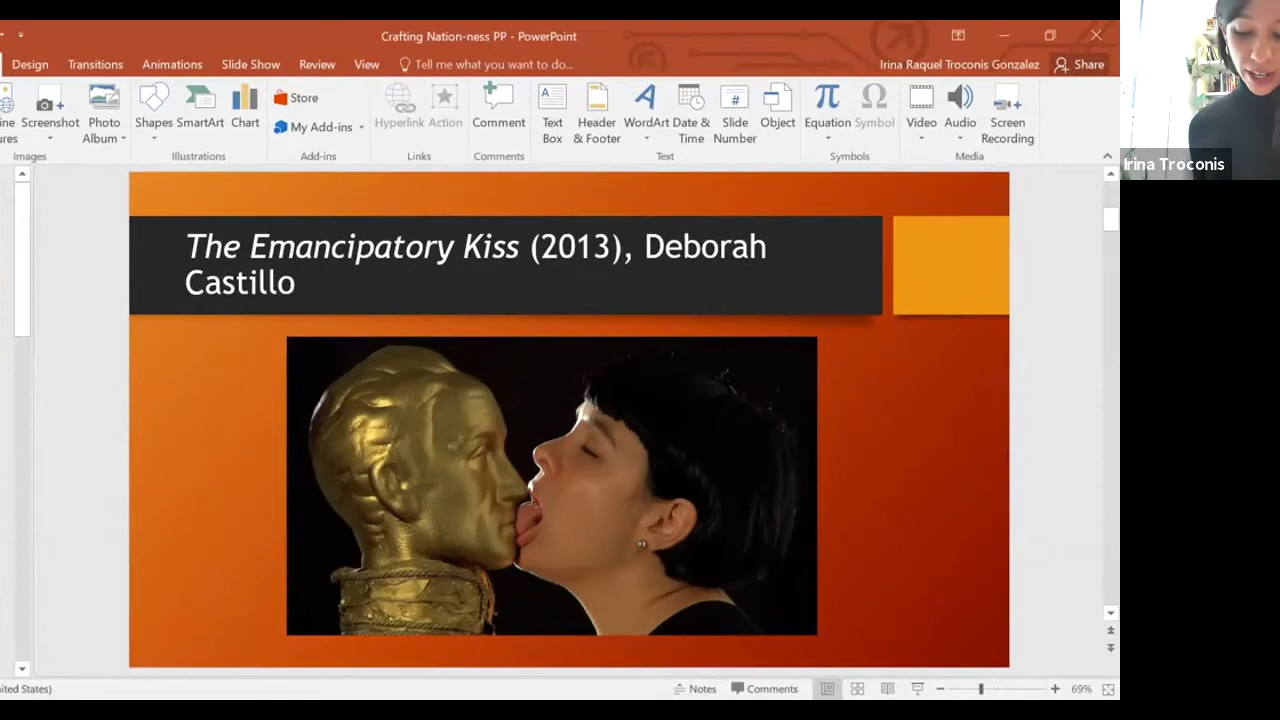 Crafting Nation-ness PP - PowerPoint
Design Transitions Animations Slide Show Review View Tell me what you want to do... Irina Raquel Troconis Gonzalez Share
Screenshot Photo Album Shapes SmartArt Chart Store My Add-ins Hyperlink Action Comment Text Box Header & Footer WordArt Date & Time Slide Number Object Equation Symbol Video Audio Screen Recording
Images Illustrations Add-ins Links Comments Text Symbols Media
Irina Troconis
The Emancipatory Kiss (2013), Deborah
Castillo
ited States) Notes Comments 69%